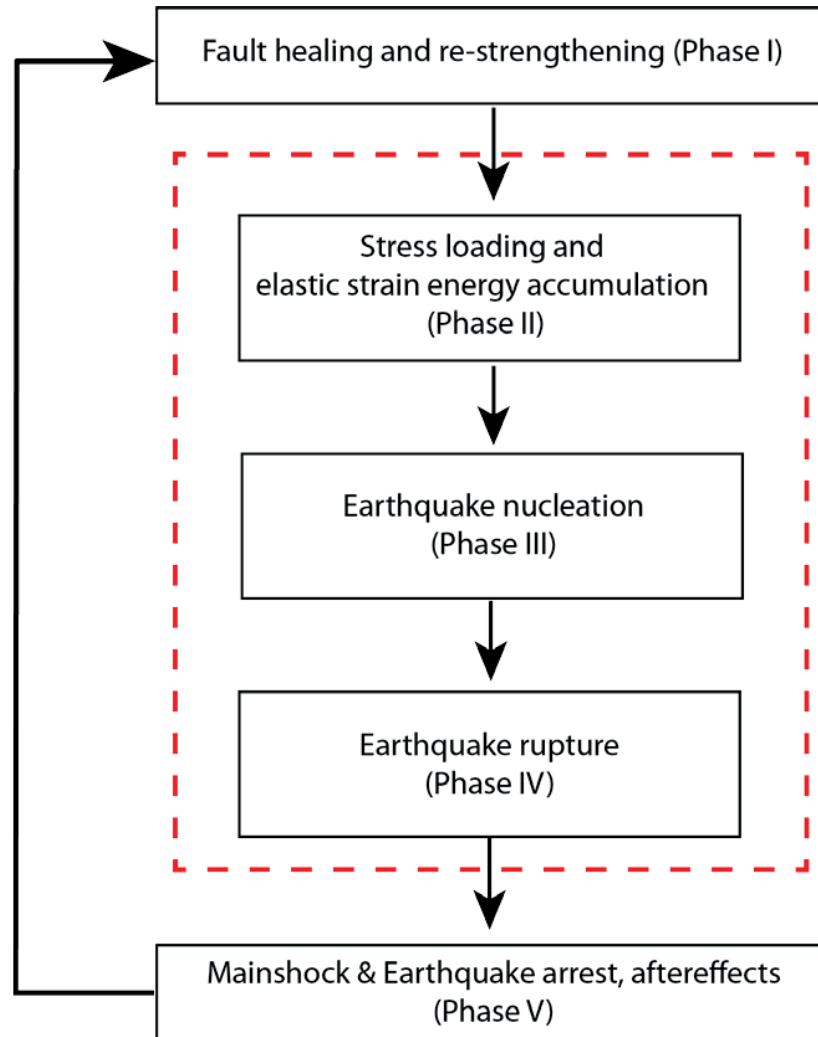 Fault healing and re-strengthening (Phase I)
Stress loading and
elastic strain energy accumulation
(Phase II)
Earthquake nucleation
(Phase III)
Earthquake rupture
(Phase IV)
Mainshock & Earthquake arrest, aftereffects
(Phase V)